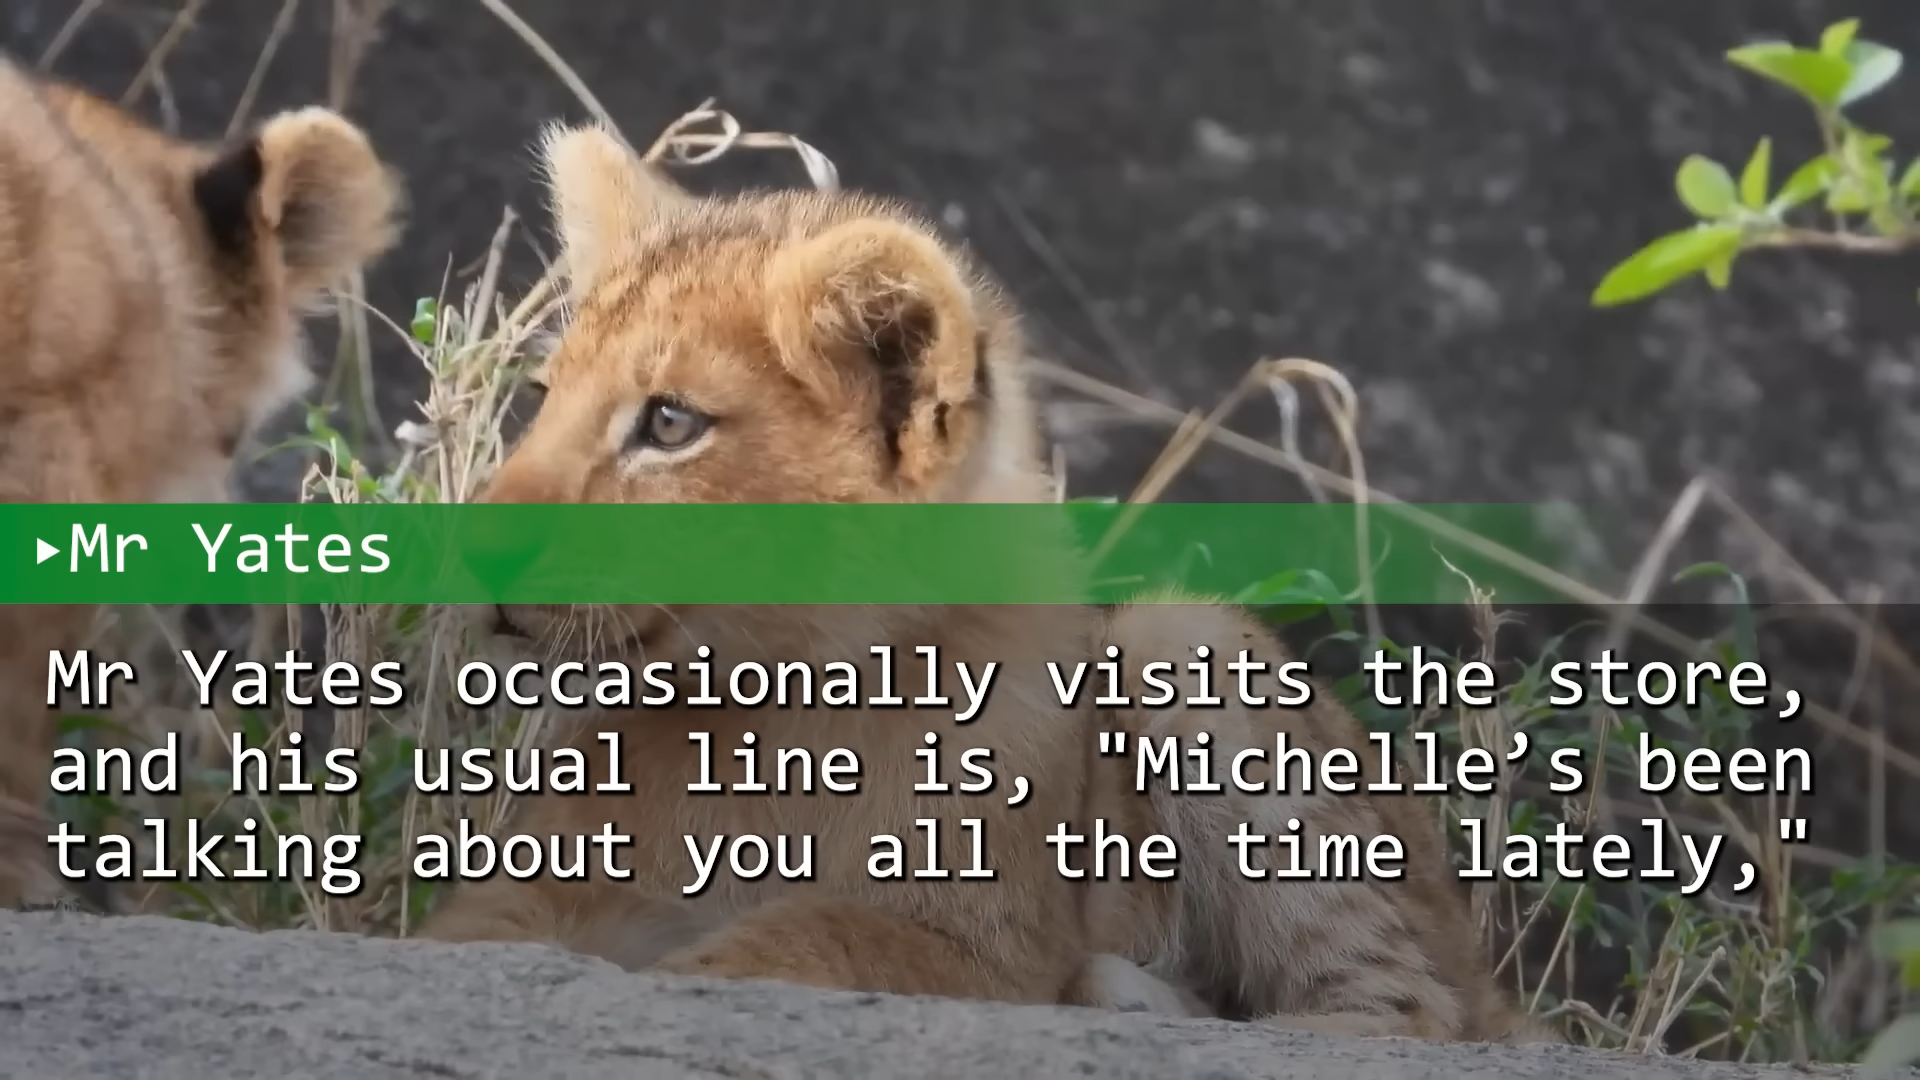 ▶Mr Yates
Mr Yates occasionally visits the store,
and his usual line is, "Michelle’s been
talking about you all the time lately,"